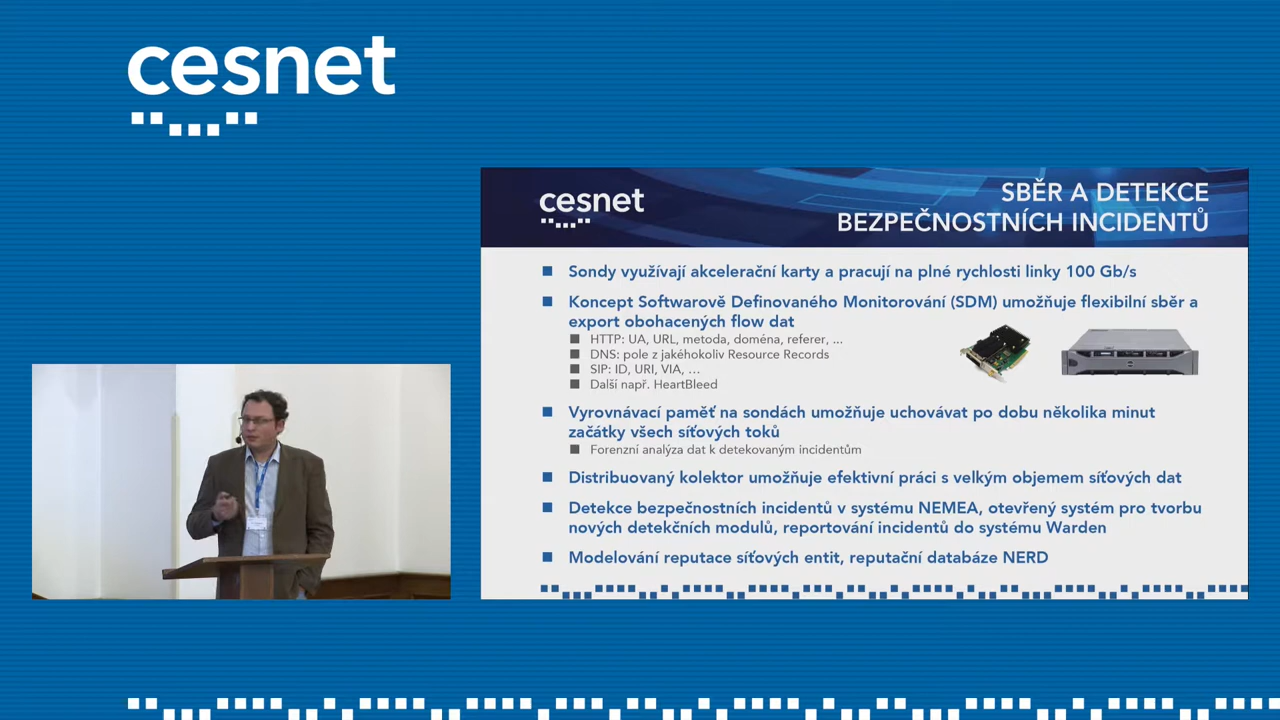 cesnet
cesnet
SBĚR A DETEKCE
BEZPEČNOSTNÍCH INCIDENTŮ
Sondy využívají akcelerační karty a pracují na plné rychlosti linky 100 Gb/s
Koncept Softwarově Definovaného Monitorování (SDM) umožňuje flexibilní sběr a
export obohacených flow dat
HTTP: UA, URL, metoda, doména, referer, ...
DNS: pole z jakéhokoliv Resource Records
SIP: ID, URI, VIA, …
Další např. HeartBleed
Vyrovnávací paměť na sondách umožňuje uchovávat po dobu několika minut
začátky všech síťových toků
Forenzní analýza dat k detekovaným incidentům
Distribuovaný kolektor umožňuje efektivní práci s velkým objemem síťových dat
Detekce bezpečnostních incidentů v systému NEMEA, otevřený systém pro tvorbu
nových detekčních modulů, reportování incidentů do systému Warden
Modelování reputace síťových entit, reputační databáze NERD